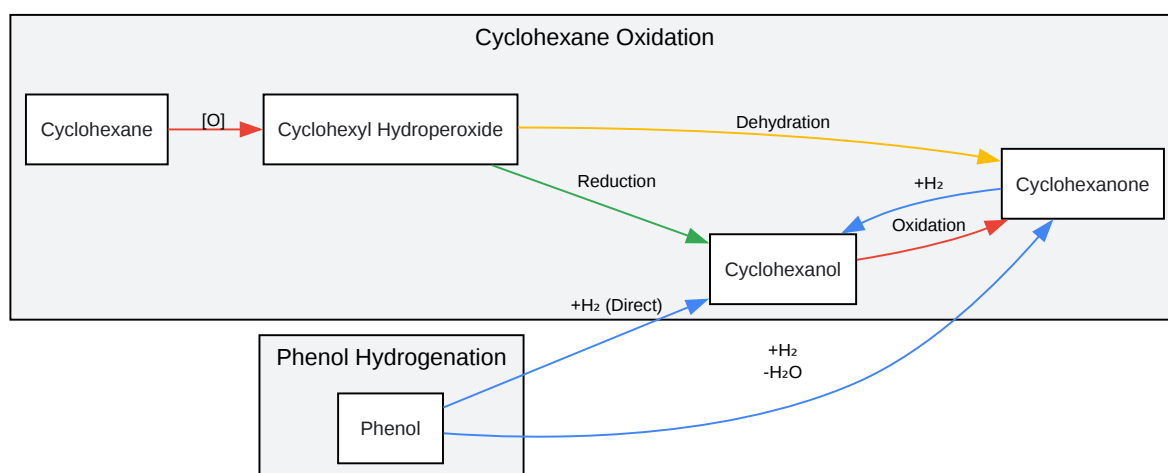 Cyclohexane Oxidation
Cyclohexane
[O]
Cyclohexyl Hydroperoxide
Dehydration
Reduction
+H₂
Cyclohexanone
Oxidation
Cyclohexanol
+H₂ (Direct)
Phenol Hydrogenation
+H₂
-H₂O
Phenol